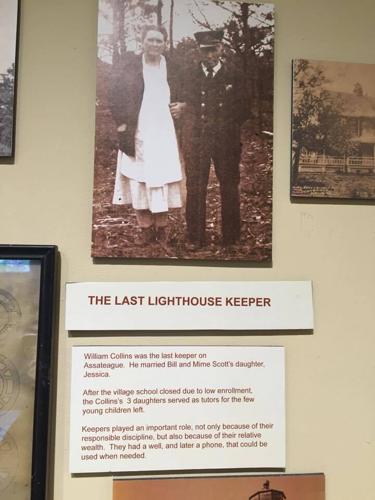 THE LAST LIGHTHOUSE KEEPER
William Collins was the last keeper on
Assateague. He married Bill and Mime Scott's daughter,
Jessica.
After the village school closed due to low enrollment,
the Collins's 3 daughters served as tutors for the few
young children left.
Keepers played an important role, not only because of their
responsible discipline, but also because of their relative
wealth. They had a well, and later a phone, that could be
used when needed.